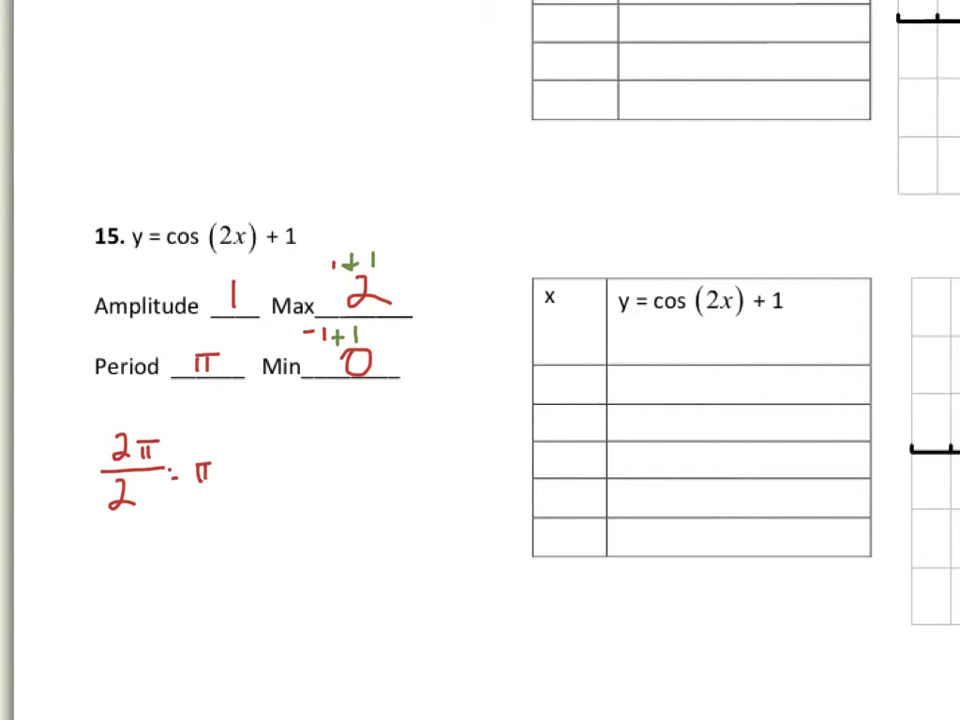 15. y = cos (2x) + 1
1+1
Amplitude 1 Max 2
-1+1
Period π Min 0
2π
2
= π
x y = cos (2x) + 1